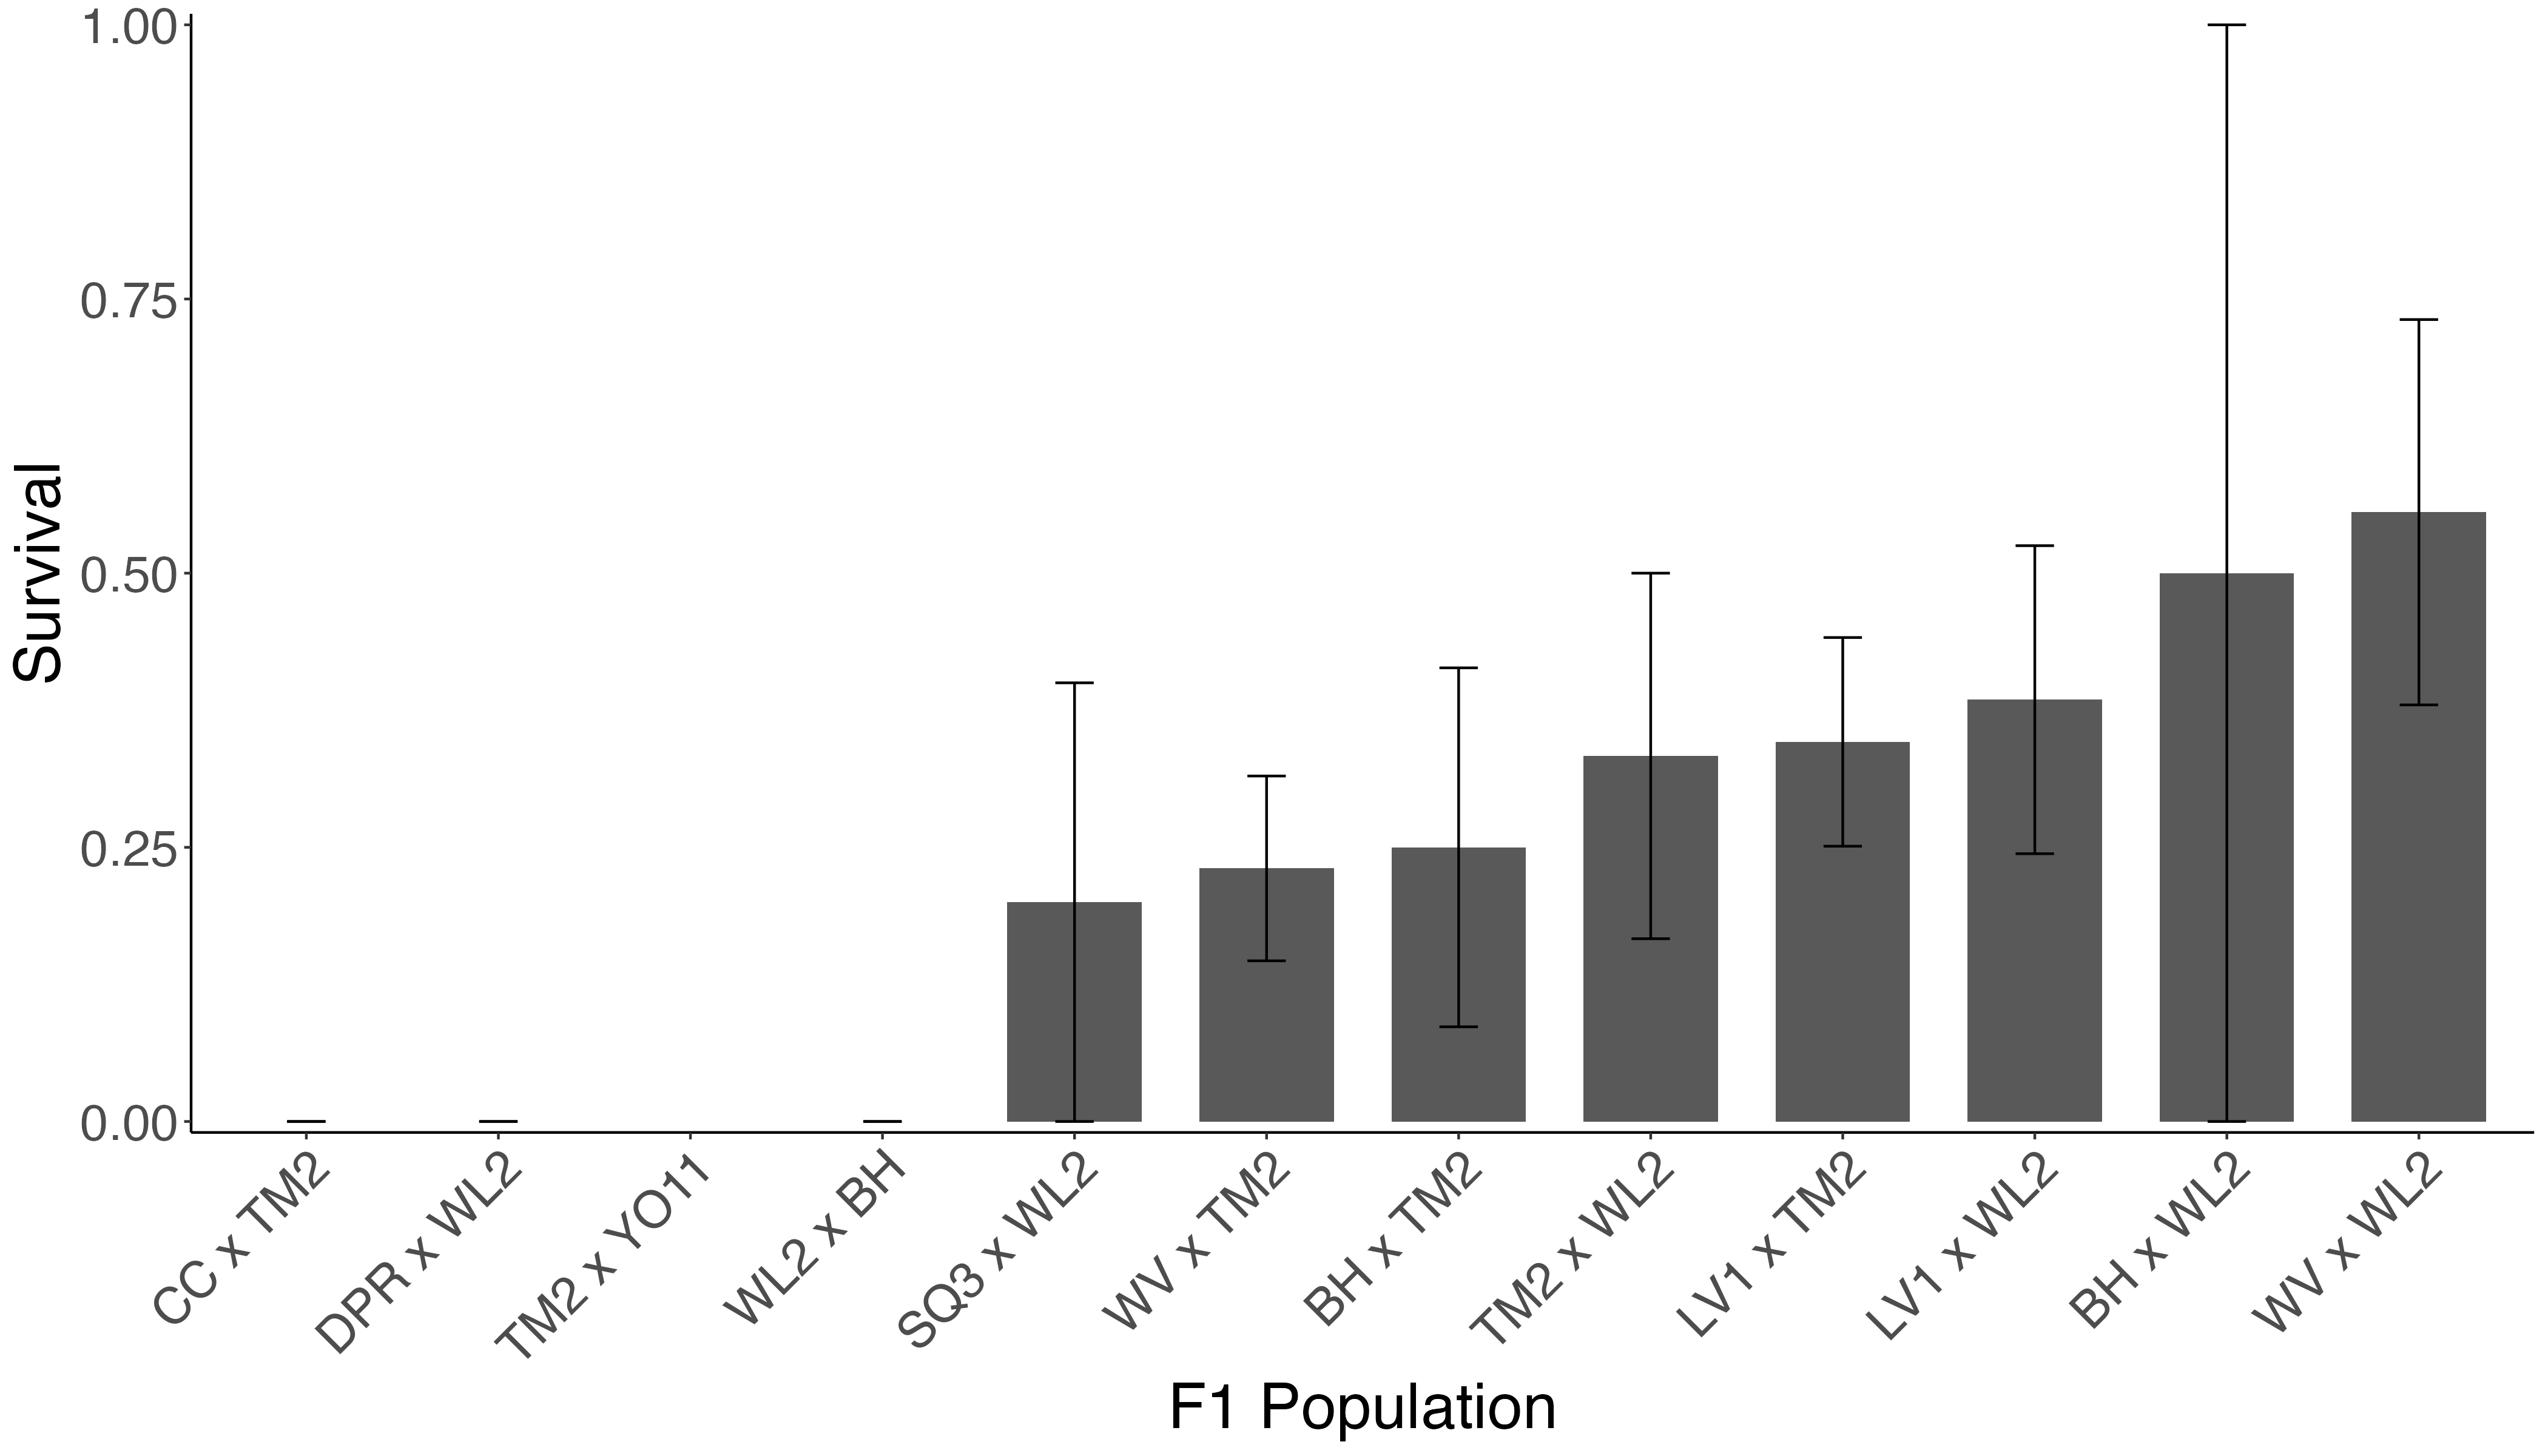 1.00
0.75
0.50
0.25
0.00
Survival
CC x TM2
DPR x WL2
TM2 x YO11
WL2 x BH
SQ3 x WL2
WV x TM2
BH x TM2
TM2 x WL2
LV1 x TM2
LV1 x WL2
BH x WL2
WV x WL2
F1 Population